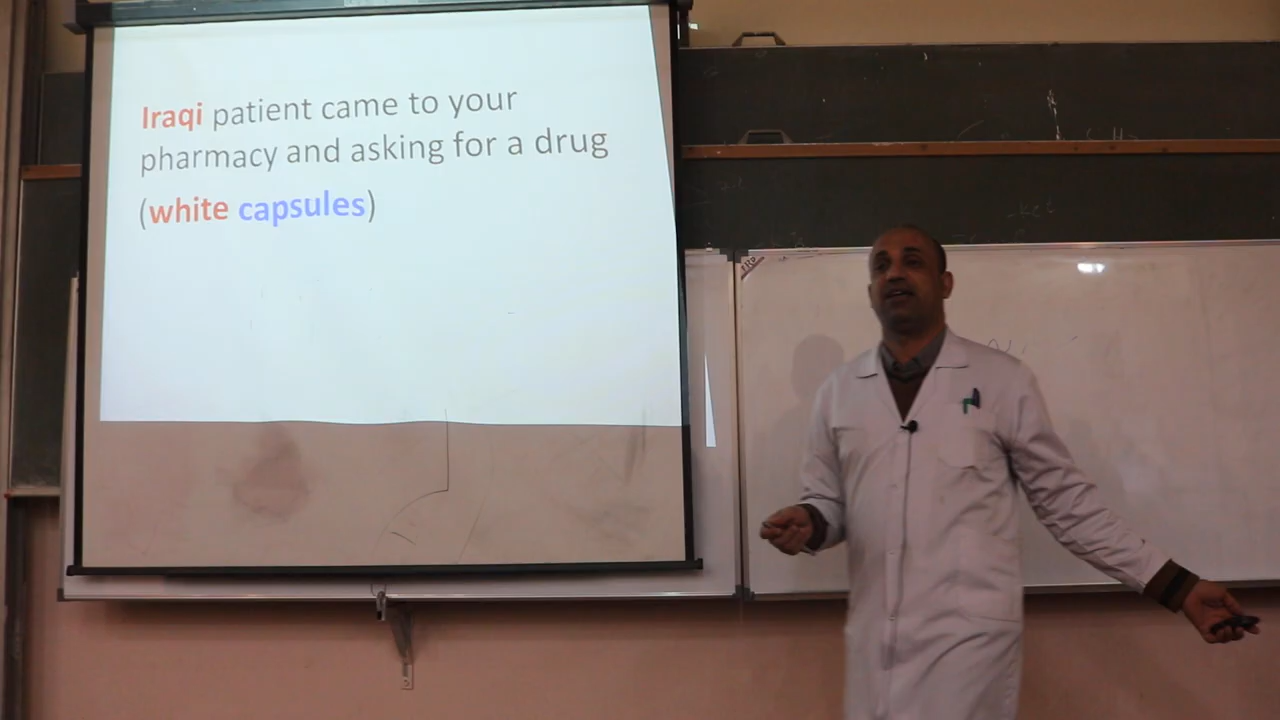 Iraqi patient came to your
pharmacy and asking for a drug
(white capsules)